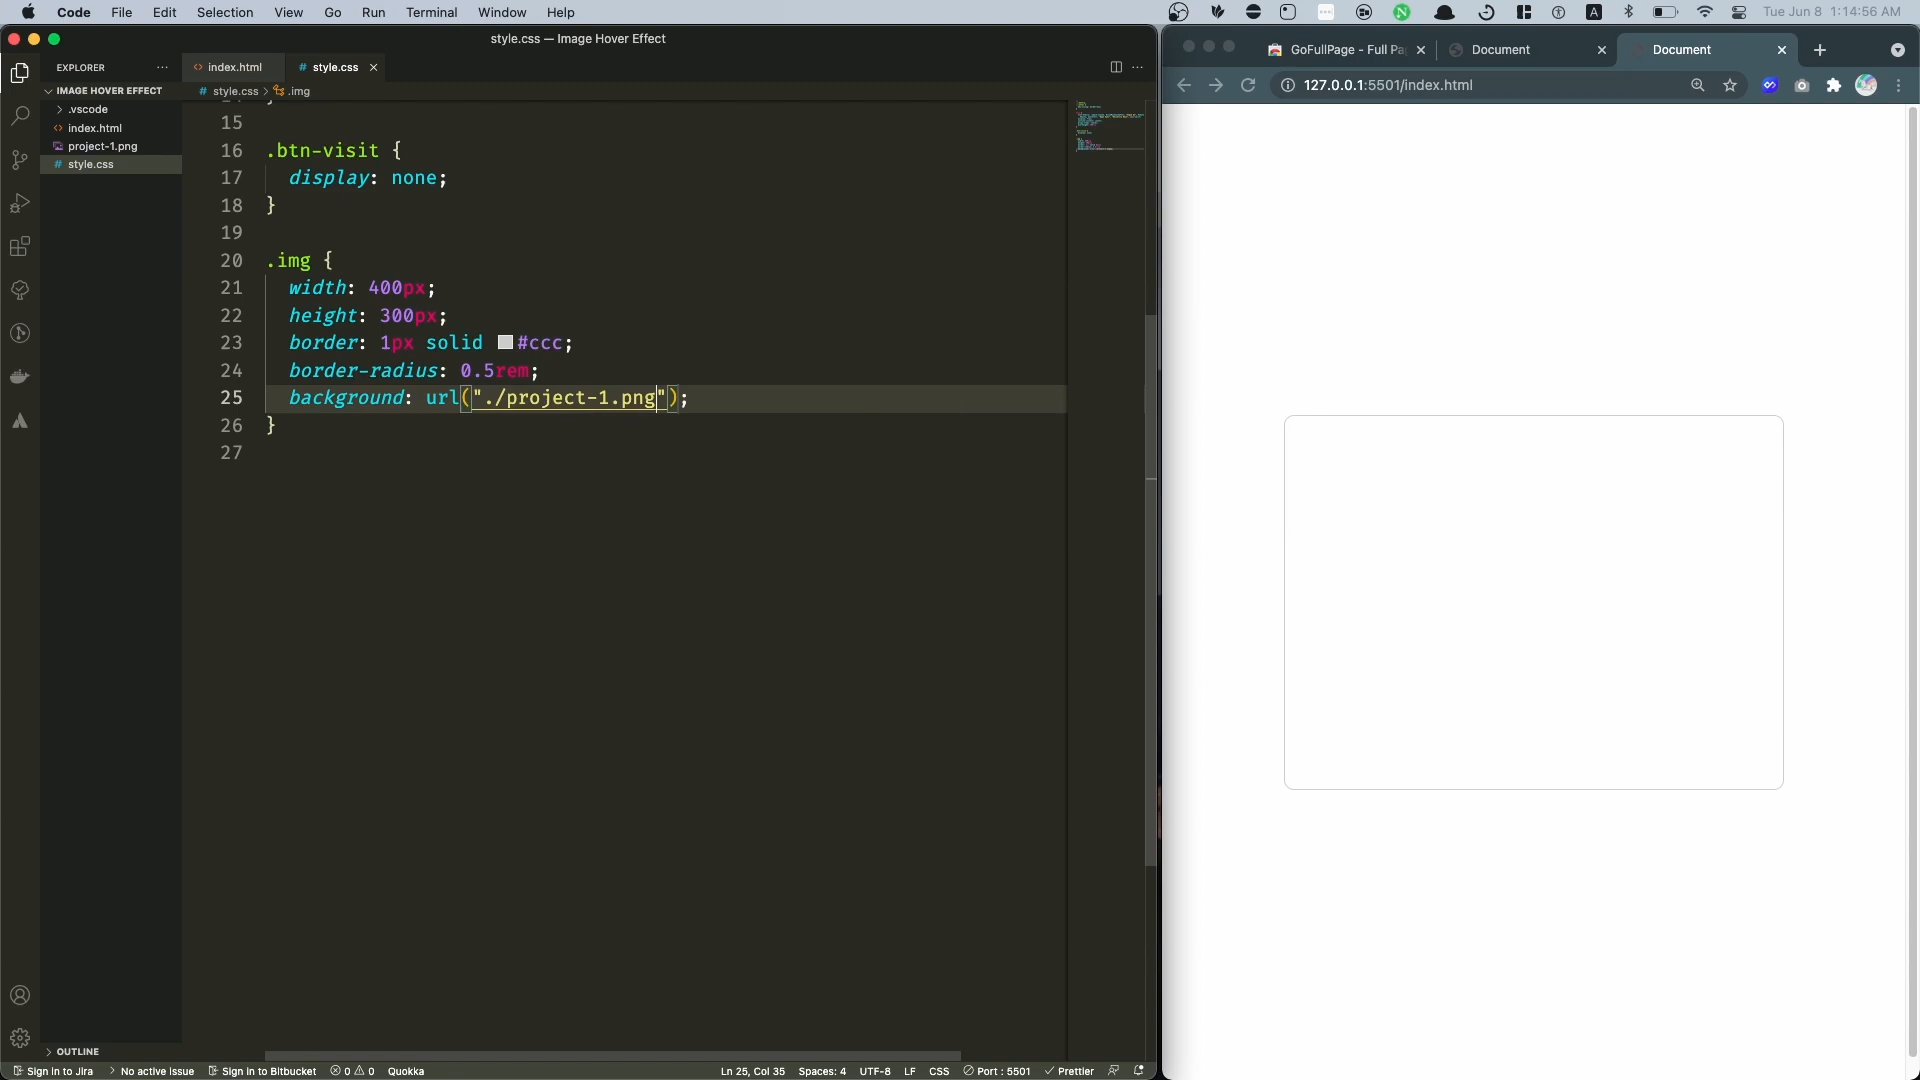 Code File Edit Selection View Go Run Terminal Window Help
A
Tue Jun 8 1:14:56 AM
style.css — Image Hover Effect
EXPLORER
IMAGE HOVER EFFECT
.vscode
index.html
project-1.png
style.css
OUTLINE
index.html
style.css
style.css > .img
15
16 .btn-visit {
17 display: none;
18 }
19
20 .img {
21 width: 400px;
22 height: 300px;
23 border: 1px solid #ccc;
24 border-radius: 0.5rem;
25 background: url("./project-1.png");
26 }
27
Sign in to Jira No active issue Sign in to Bitbucket 0 0 Quokka Ln 25, Col 35 Spaces: 4 UTF-8 LF CSS Port : 5501 Prettier
GoFullPage - Full Pa
Document
Document
127.0.0.1:5501/index.html